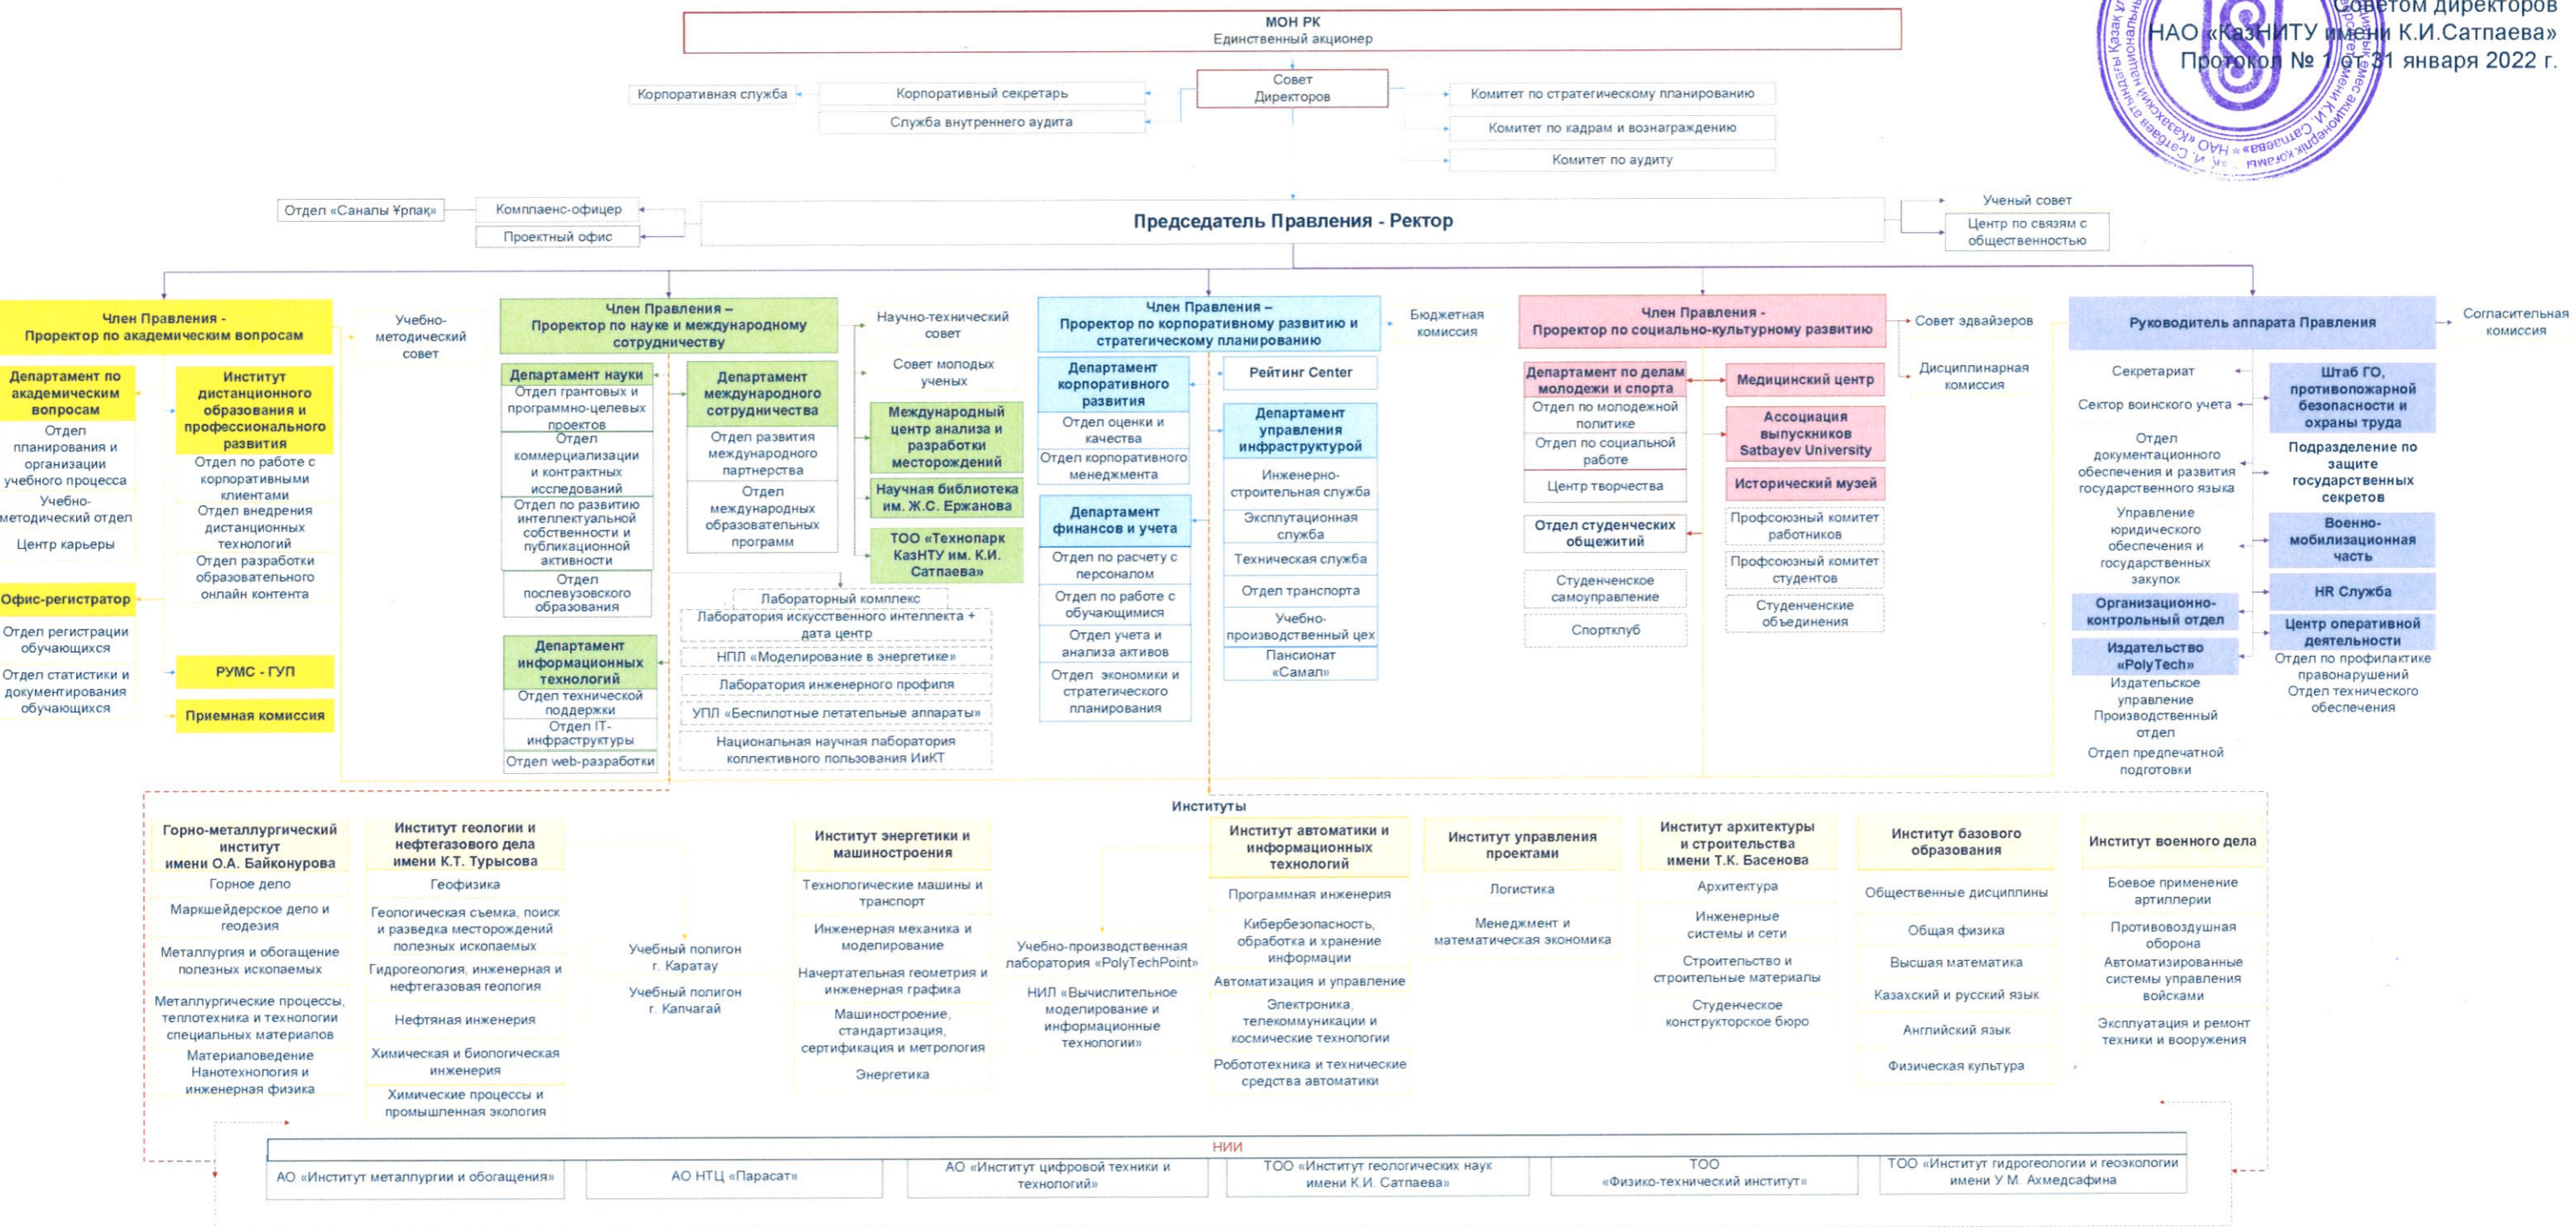 МОН РК
Единственный акционер
Советом директоров
НАО «КазНИТУ имени К.И.Сатпаева»
Протокол № 1 от 31 января 2022 г.
Совет
Директоров
Корпоративная служба
Корпоративный секретарь
Служба внутреннего аудита
Комитет по стратегическому планированию
Комитет по кадрам и вознаграждению
Комитет по аудиту
Отдел «Саналы Ұрпақ»
Комплаенс-офицер
Проектный офис
Председатель Правления - Ректор
Ученый совет
Центр по связям с
общественностью
Член Правления -
Проректор по академическим вопросам
Учебно-
методический
совет
Департамент по
академическим
вопросам
Отдел
планирования и
организации
учебного процесса
Учебно-
методический отдел
Центр карьеры
Офис-регистратор
Отдел регистрации
обучающихся
Отдел статистики и
документирования
обучающихся
Институт
дистанционного
образования и
профессионального
развития
Отдел по работе с
корпоративными
клиентами
Отдел внедрения
дистанционных
технологий
Отдел разработки
образовательного
онлайн контента
РУМС - ГУП
Приемная комиссия
Член Правления –
Проректор по науке и международному
сотрудничеству
Научно-технический
совет
Совет молодых
ученых
Департамент науки
Отдел грантовых и
программно-целевых
проектов
Отдел
коммерциализации
и контрактных
исследований
Отдел по развитию
интеллектуальной
собственности и
публикационной
активности
Отдел
послевузовского
образования
Департамент
информационных
технологий
Отдел технической
поддержки
Отдел IT-
инфраструктуры
Отдел web-разработки
Департамент
международного
сотрудничества
Отдел развития
международного
партнерства
Отдел
международных
образовательных
программ
Международный
центр анализа и
разработки
месторождений
Научная библиотека
им. Ж.С. Ержанова
ТОО «Технопарк
КазНТУ им. К.И.
Сатпаева»
Лабораторный комплекс
Лаборатория искусственного интеллекта +
дата центр
НПЛ «Моделирование в энергетике»
Лаборатория инженерного профиля
УПЛ «Беспилотные летательные аппараты»
Национальная научная лаборатория
коллективного пользования ИиКТ
Член Правления –
Проректор по корпоративному развитию и
стратегическому планированию
Бюджетная
комиссия
Департамент
корпоративного
развития
Отдел оценки и
качества
Отдел корпоративного
менеджмента
Департамент
финансов и учета
Отдел по расчету с
персоналом
Отдел по работе с
обучающимися
Отдел учета и
анализа активов
Отдел экономики и
стратегического
планирования
Рейтинг Center
Департамент
управления
инфраструктурой
Инженерно-
строительная служба
Эксплутационная
служба
Техническая служба
Отдел транспорта
Учебно-
производственный цех
Пансионат
«Самал»
Член Правления -
Проректор по социально-культурному развитию
Совет эдвайзеров
Дисциплинарная
комиссия
Департамент по делам
молодежи и спорта
Отдел по молодежной
политике
Отдел по социальной
работе
Центр творчества
Отдел студенческих
общежитий
Студенческое
самоуправление
Спортклуб
Медицинский центр
Ассоциация
выпускников
Satbayev University
Исторический музей
Профсоюзный комитет
работников
Профсоюзный комитет
студентов
Студенческие
объединения
Руководитель аппарата Правления
Согласительная
комиссия
Секретариат
Сектор воинского учета
Отдел
документационного
обеспечения и развития
государственного языка
Управление
юридического
обеспечения и
государственных
закупок
Организационно-
контрольный отдел
Издательство
«PolyTech»
Издательское
управление
Производственный
отдел
Отдел предпечатной
подготовки
Штаб ГО,
противопожарной
безопасности и
охраны труда
Подразделение по
защите
государственных
секретов
Военно-
мобилизационная
часть
HR Служба
Центр оперативной
деятельности
Отдел по профилактике
правонарушений
Отдел технического
обеспечения
Институты
Горно-металлургический
институт
имени О.А. Байконурова
Горное дело
Маркшейдерское дело и
геодезия
Металлургия и обогащение
полезных ископаемых
Металлургические процессы,
теплотехника и технологии
специальных материалов
Материаловедение
Нанотехнология и
инженерная физика
Институт геологии и
нефтегазового дела
имени К.Т. Турысова
Геофизика
Геологическая съемка, поиск
и разведка месторождений
полезных ископаемых
Гидрогеология, инженерная и
нефтегазовая геология
Нефтяная инженерия
Химическая и биологическая
инженерия
Химические процессы и
промышленная экология
Учебный полигон
г. Каратау
Учебный полигон
г. Капчагай
Институт энергетики и
машиностроения
Технологические машины и
транспорт
Инженерная механика и
моделирование
Начертательная геометрия и
инженерная графика
Машиностроение,
стандартизация,
сертификация и метрология
Энергетика
Учебно-производственная
лаборатория «PolyTechPoint»
НИЛ «Вычислительное
моделирование и
информационные
технологии»
Институт автоматики и
информационных
технологий
Программная инженерия
Кибербезопасность,
обработка и хранение
информации
Автоматизация и управление
Электроника,
телекоммуникации и
космические технологии
Робототехника и технические
средства автоматики
Институт управления
проектами
Логистика
Менеджмент и
математическая экономика
Институт архитектуры
и строительства
имени Т.К. Басенова
Архитектура
Инженерные
системы и сети
Строительство и
строительные материалы
Студенческое
конструкторское бюро
Институт базового
образования
Общественные дисциплины
Общая физика
Высшая математика
Казахский и русский язык
Английский язык
Физическая культура
Институт военного дела
Боевое применение
артиллерии
Противовоздушная
оборона
Автоматизированные
системы управления
войсками
Эксплуатация и ремонт
техники и вооружения
НИИ
АО «Институт металлургии и обогащения»
АО НТЦ «Парасат»
АО «Институт цифровой техники и
технологий»
ТОО «Институт геологических наук
имени К.И. Сатпаева»
ТОО
«Физико-технический институт»
ТОО «Институт гидрогеологии и геоэкологии
имени У.М. Ахмедсафина